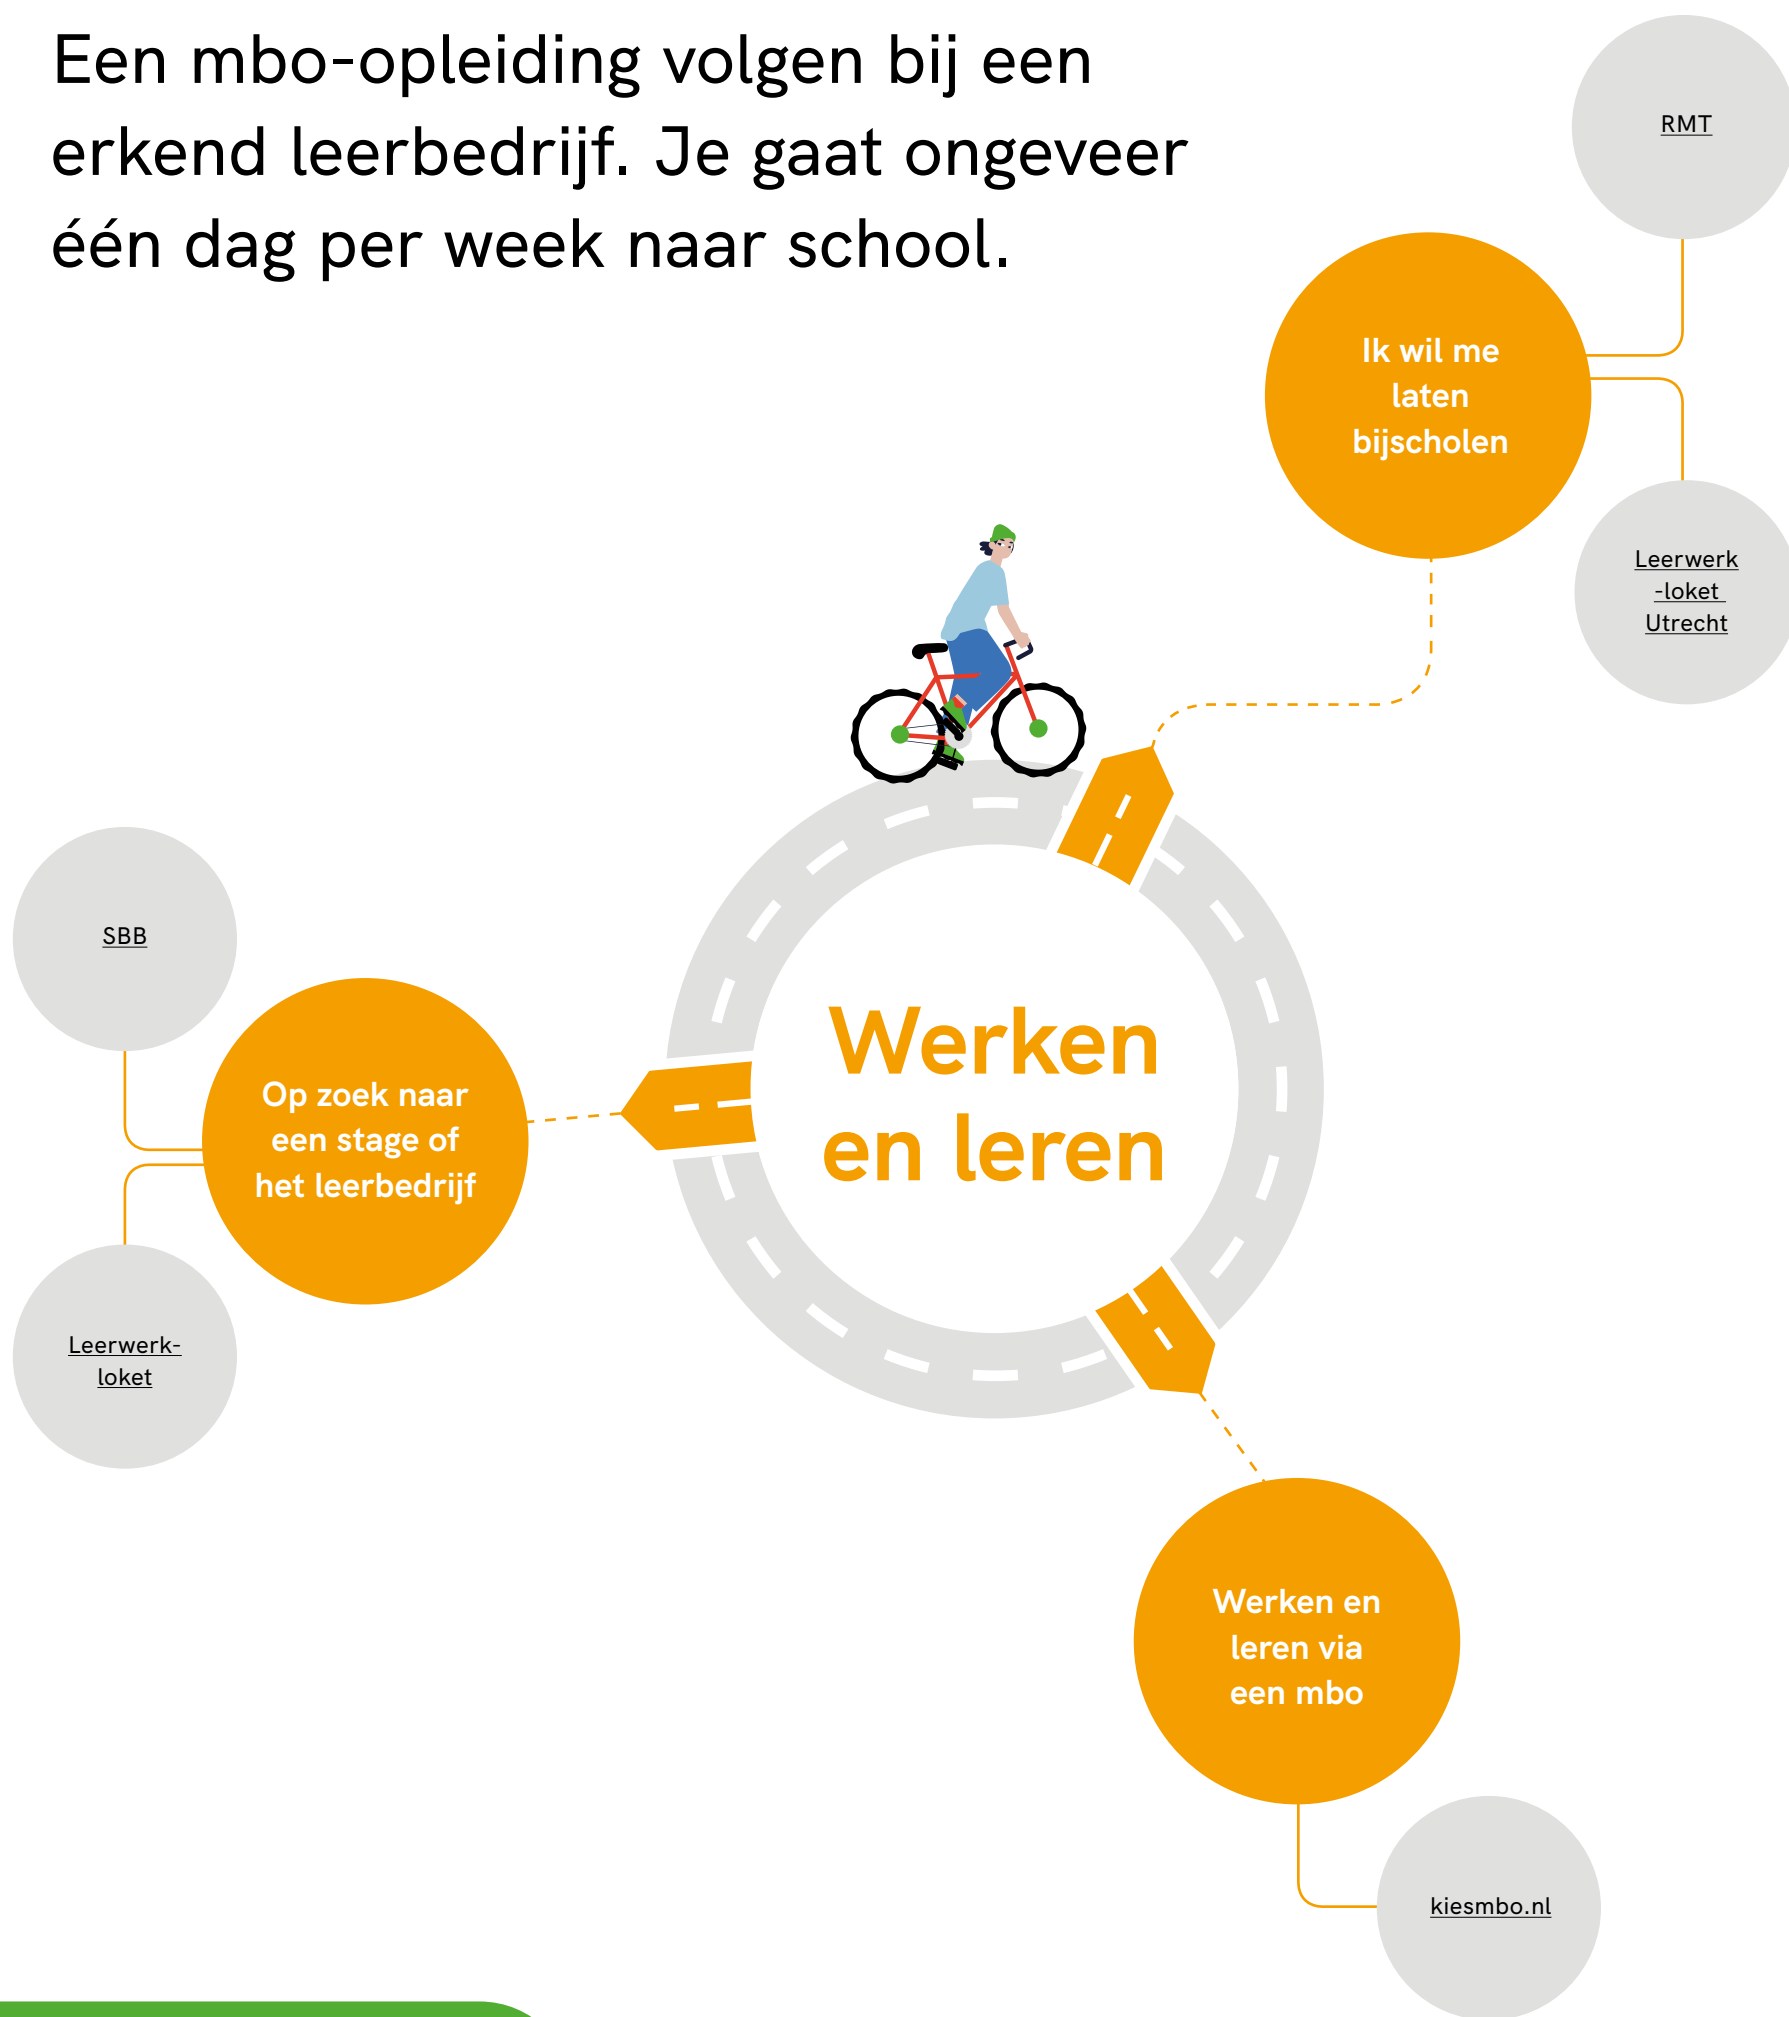 Een mbo-opleiding volgen bij een
erkend leerbedrijf. Je gaat ongeveer
één dag per week naar school.
RMT
Ik wil me
laten
bijscholen
Leerwerk
-loket
Utrecht
SBB
Op zoek naar
een stage of
het leerbedrijf
Leerwerk-
loket
Werken
en leren
Werken en
leren via
een mbo
kiesmbo.nl